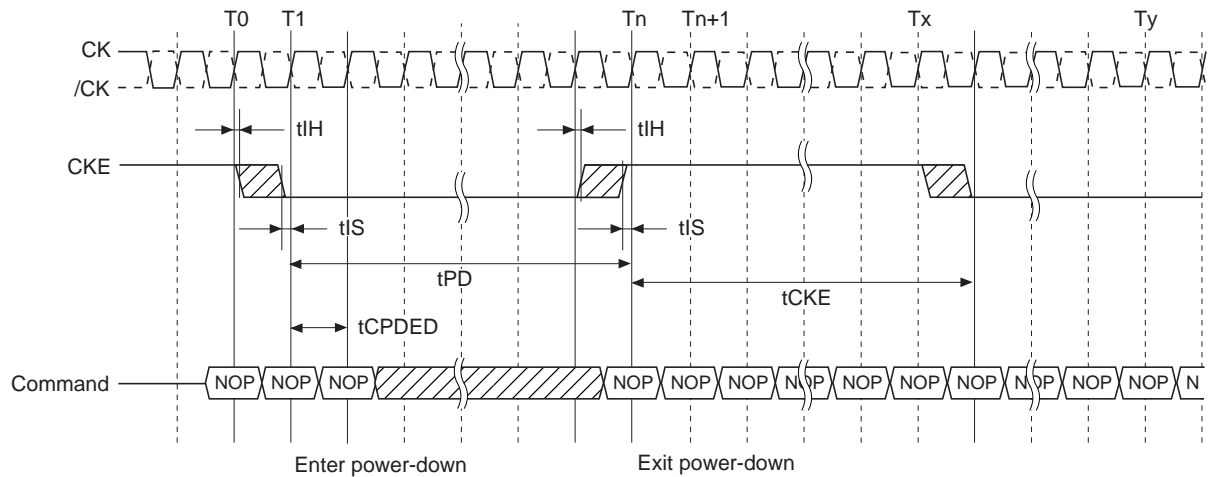 T0 T1 Tn Tn+1 Tx Ty
CK
/CK
tIH tIH
CKE
tIS tIS
tPD
tCKE
tCPDED
Command NOP NOP NOP NOP NOP NOP NOP NOP NOP NOP NOP NOP NOP N
Enter power-down Exit power-down